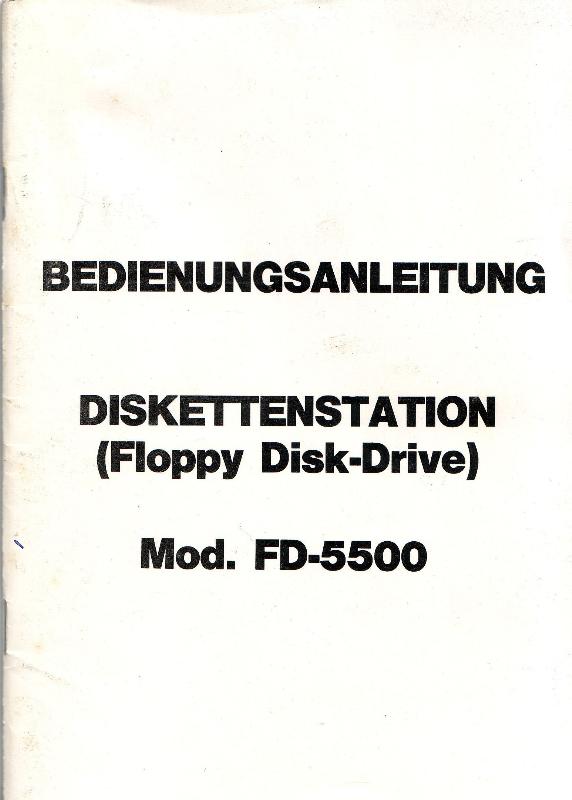 BEDIENUNGSANLEITUNG
DISKETTENSTATION
(Floppy Disk-Drive)
Mod. FD-5500